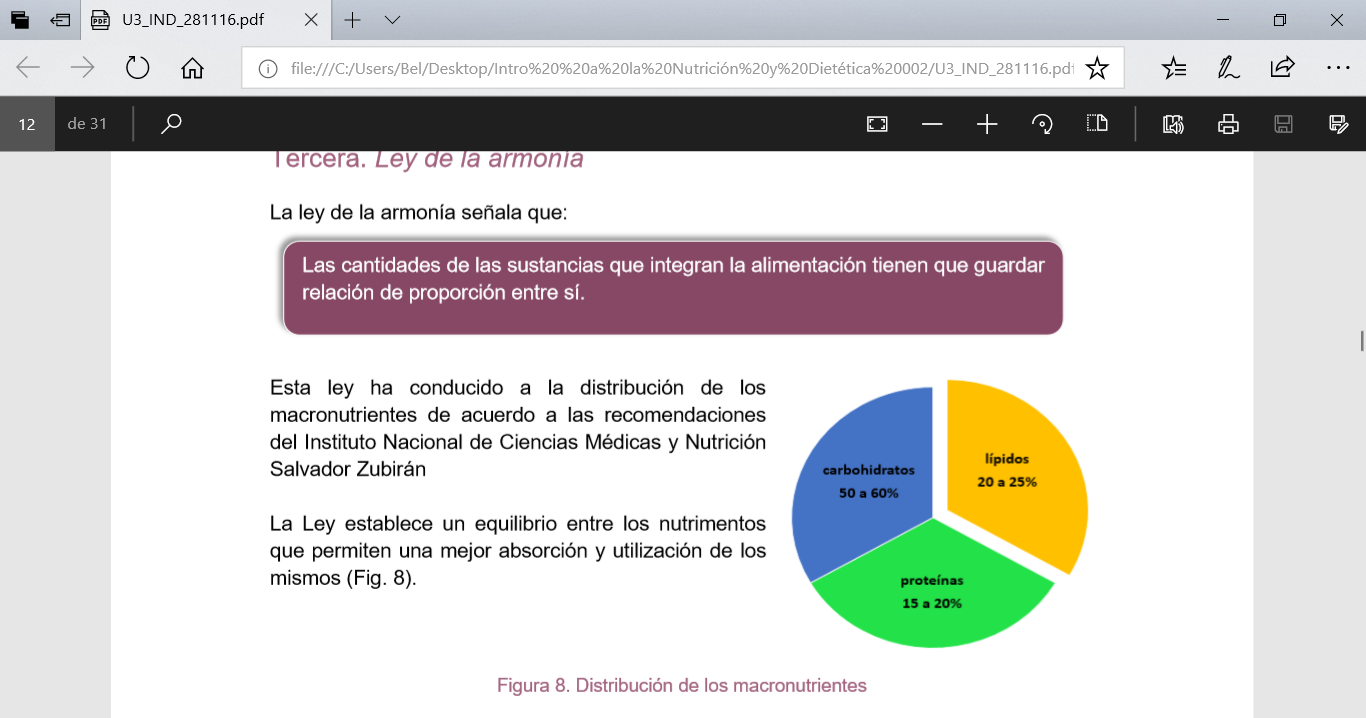 U3_IND_281116.pdf
file:///C:/Users/Bel/Desktop/Intro%20%20a%20la%20Nutrición%20y%20Dietética%20002/U3_IND_281116.pdf
12 de 31
Tercera. Ley de la armonía
La ley de la armonía señala que:
Las cantidades de las sustancias que integran la alimentación tienen que guardar
relación de proporción entre sí.
Esta ley ha conducido a la distribución de los
macronutrientes de acuerdo a las recomendaciones
del Instituto Nacional de Ciencias Médicas y Nutrición
Salvador Zubirán
La Ley establece un equilibrio entre los nutrimentos
que permiten una mejor absorción y utilización de los
mismos (Fig. 8).
carbohidratos
50 a 60%
lípidos
20 a 25%
proteínas
15 a 20%
Figura 8. Distribución de los macronutrientes